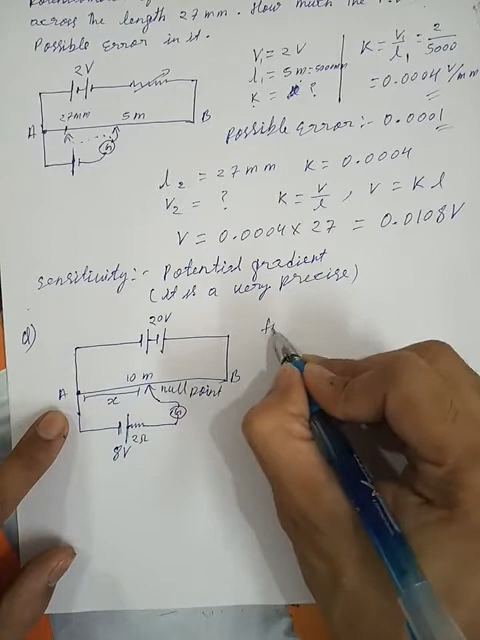 across the length 27mm. How much the
Possible error in it.
2V
27mm
5m
A
B
G
V₁ = 2V
l₁ = 5m = 5000mm
K = ?
K = V₁/l₁ = 2/5000
= 0.0004 V/mm
Possible error:- 0.0001
l₂ = 27mm K = 0.0004
V₂ = ? K = V/l, V = Kl
V = 0.0004 x 27 = 0.0108V
Sensitivity:- Potential gradient
(it is a very precise)
Q)
20V
10 m
A
B
x
null point
G
8V
2Ω